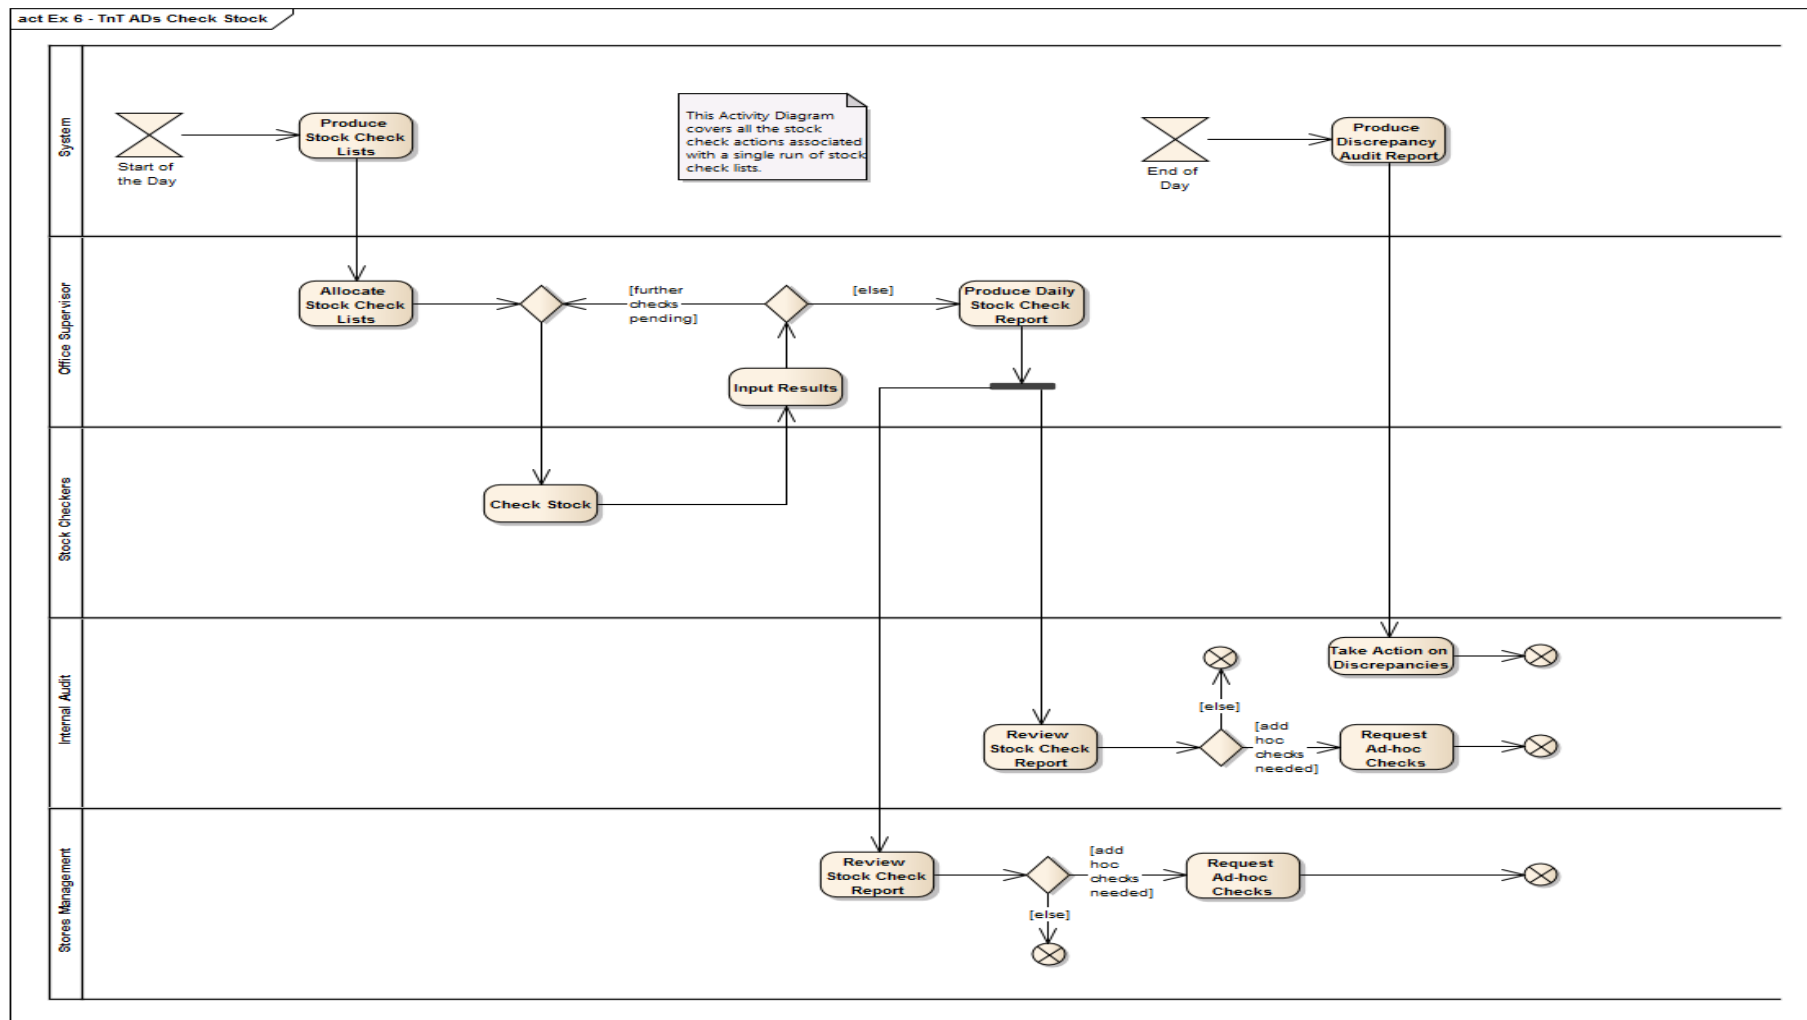 act Ex 6 - TnT ADs Check Stock
System
Start of
the Day
Produce
Stock Check
Lists
This Activity Diagram
covers all the stock
check actions associated
with a single run of stock
check lists.
End of
Day
Produce
Discrepancy
Audit Report
Office Supervisor
Allocate
Stock Check
Lists
[further
checks
pending]
[else]
Produce Daily
Stock Check
Report
Input Results
Stock Checkers
Check Stock
Internal Audit
Take Action on
Discrepancies
[else]
Review
Stock Check
Report
[add
hoc
checks
needed]
Request
Ad-hoc
Checks
Stores Management
Review
Stock Check
Report
[add
hoc
checks
needed]
Request
Ad-hoc
Checks
[else]